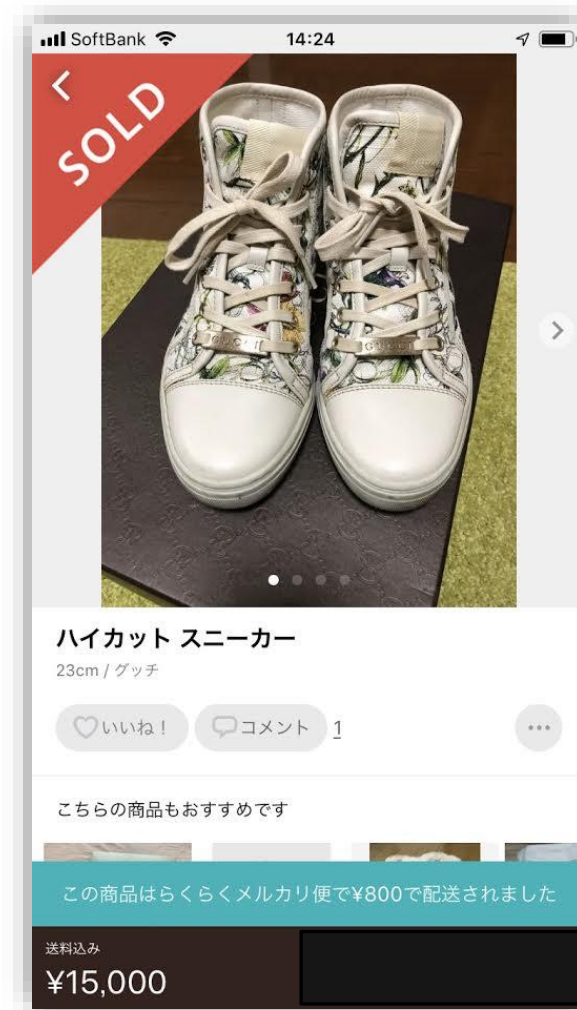 SoftBank 14:24
SOLD
GUCCI GUCCI
ハイカット スニーカー
23cm / グッチ
いいね！ コメント 1
こちらの商品もおすすめです
この商品はらくらくメルカリ便で¥800で配送されました
送料込み
¥15,000